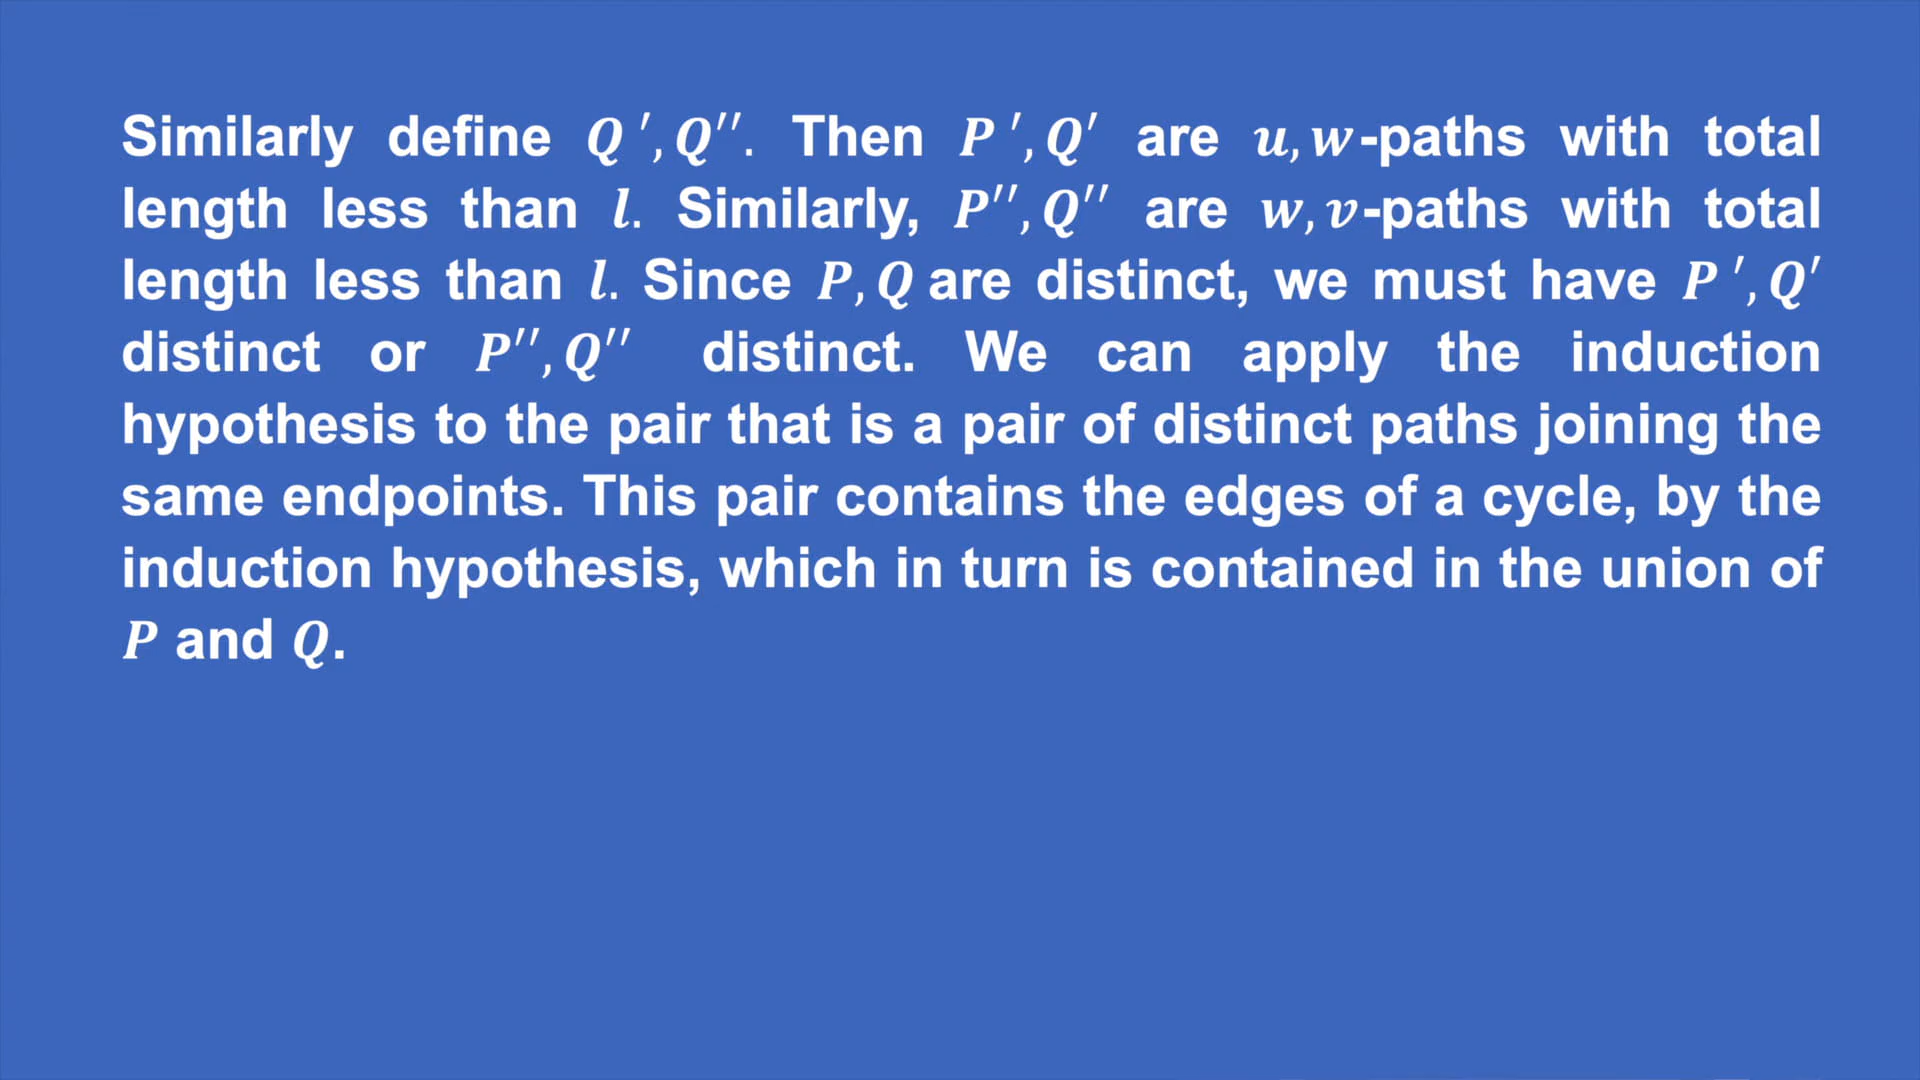 Similarly define Q′, Q″. Then P′, Q′ are u, w-paths with total
length less than l. Similarly, P″, Q″ are w, v-paths with total
length less than l. Since P, Q are distinct, we must have P′, Q′
distinct or P″, Q″ distinct. We can apply the induction
hypothesis to the pair that is a pair of distinct paths joining the
same endpoints. This pair contains the edges of a cycle, by the
induction hypothesis, which in turn is contained in the union of
P and Q.